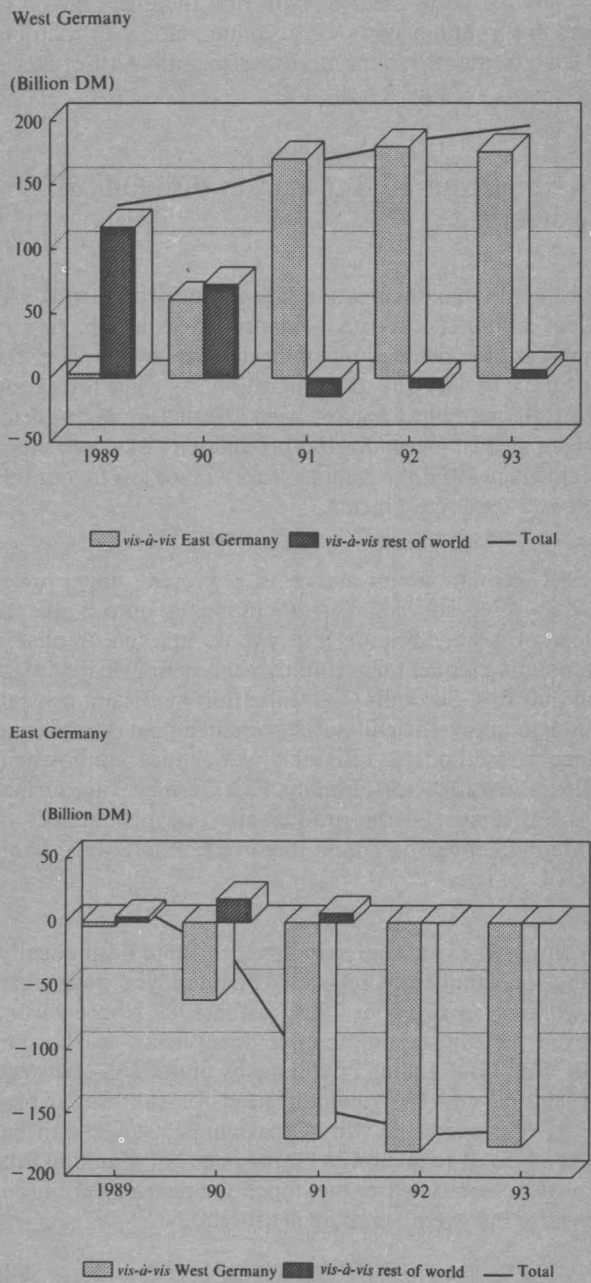 West Germany
(Billion DM)
200
150
100
50
0
−50
1989 90 91 92 93
vis-à-vis East Germany vis-à-vis rest of world Total
East Germany
(Billion DM)
50
0
−50
−100
−150
−200
1989 90 91 92 93
vis-à-vis West Germany vis-à-vis rest of world Total